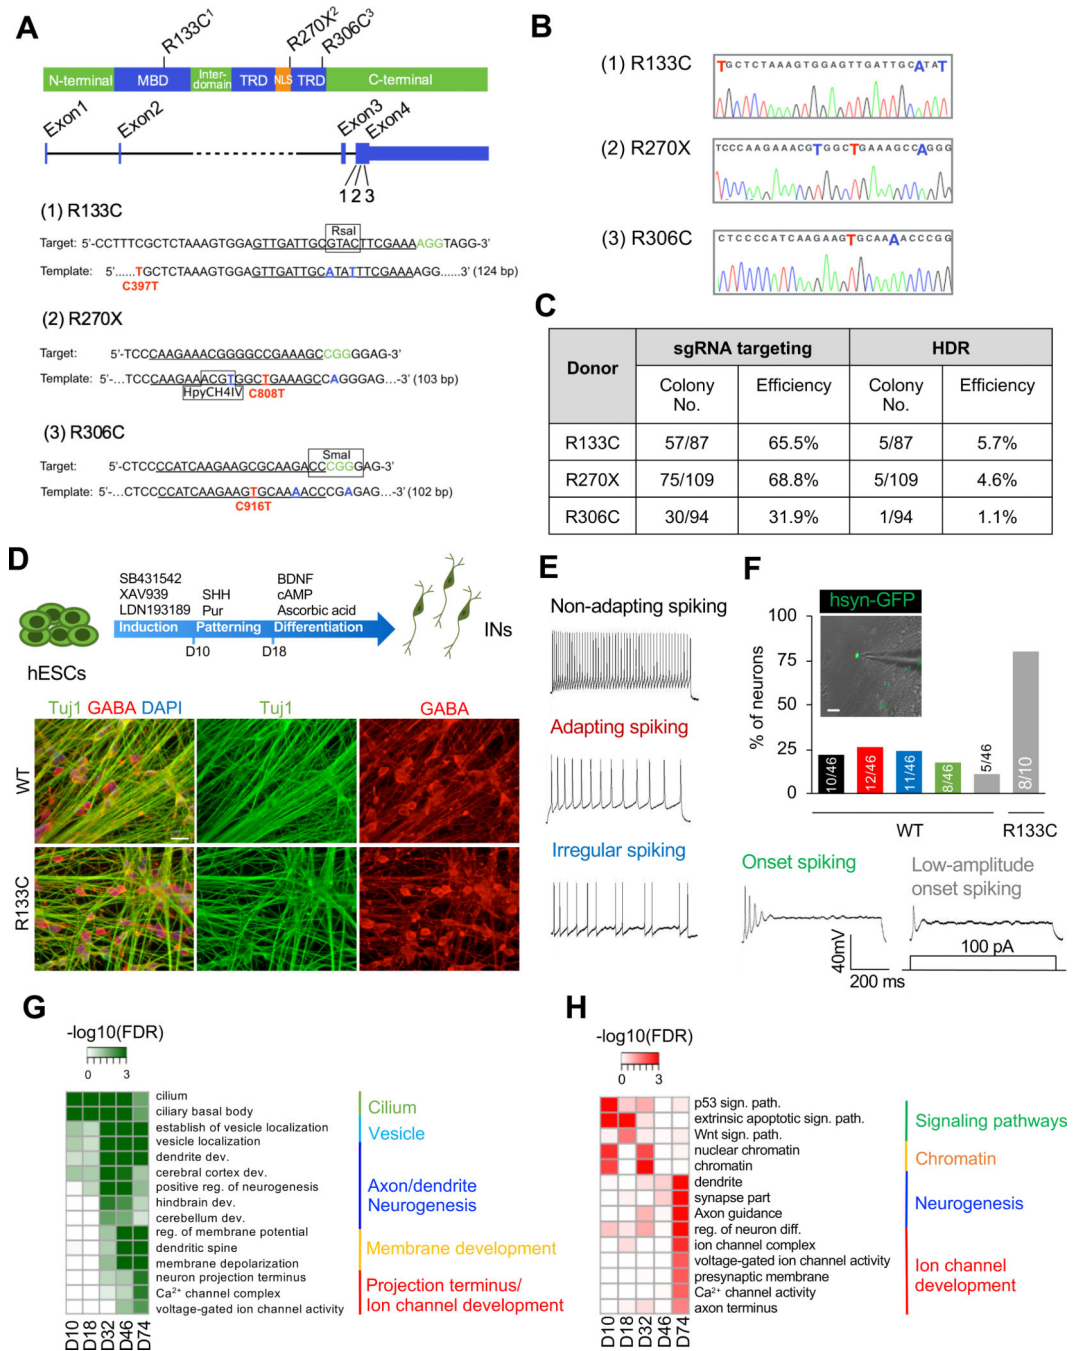 A
R133C1
R270X2
R306C3
N-terminal MBD Inter-domain TRD NLS TRD C-terminal
Exon1 Exon2 Exon3 Exon4
1 2 3
(1) R133C
RsaI
Target: 5'-CCTTTCGCTCTAAAGTGGAGTTGATTGCGTACTTCGAAAAGGTAGG-3'
Template: 5'......TGCTCTAAAGTGGAGTTGATTGCATATTTCGAAAAGG......3' (124 bp)
C397T
(2) R270X
Target: 5'-TCCCAAGAAACGGGGCCGAAAGCCGGGGAG-3'
Template: 5'-...TCCCAAGAAACGTGGCTGAAAGCCAGGGAG...-3' (103 bp)
HpyCH4IV
C808T
(3) R306C
SmaI
Target: 5'-CTCCCCATCAAGAAGCGCAAGACCCGGGAG-3'
Template: 5'-...CTCCCCATCAAGAAGTGCAAAACCCGAGAG...-3' (102 bp)
C916T
B
(1) R133C
TGCTCTAAAGTGGAGTTGATTGCATAT
(2) R270X
TCCCAAGAAACGTGGCTGAAAGCCAGGG
(3) R306C
CTCCCCATCAAGAAGTGCAAAACCCGG
C
Donor sgRNA targeting HDR
Colony No. Efficiency Colony No. Efficiency
R133C 57/87 65.5% 5/87 5.7%
R270X 75/109 68.8% 5/109 4.6%
R306C 30/94 31.9% 1/94 1.1%
D
SB431542
XAV939
LDN193189
SHH
Pur
BDNF
cAMP
Ascorbic acid
Induction Patterning Differentiation
D10 D18
hESCs
INs
Tuj1 GABA DAPI
Tuj1
GABA
WT
R133C
E
Non-adapting spiking
Adapting spiking
Irregular spiking
F
hsyn-GFP
% of neurons
100
75
50
25
0
10/46 12/46 11/46 8/46 5/46 8/10
WT R133C
Onset spiking
Low-amplitude
onset spiking
40mV
200 ms
100 pA
G
-log10(FDR)
0 3
cilium
ciliary basal body
establish of vesicle localization
vesicle localization
dendrite dev.
cerebral cortex dev.
positive reg. of neurogenesis
hindbrain dev.
cerebellum dev.
reg. of membrane potential
dendritic spine
membrane depolarization
neuron projection terminus
Ca2+ channel complex
voltage-gated ion channel activity
D10 D18 D32 D46 D74
Cilium
Vesicle
Axon/dendrite
Neurogenesis
Membrane development
Projection terminus/
Ion channel development
H
-log10(FDR)
0 3
p53 sign. path.
extrinsic apoptotic sign. path.
Wnt sign. path.
nuclear chromatin
chromatin
dendrite
synapse part
Axon guidance
reg. of neuron diff.
ion channel complex
voltage-gated ion channel activity
presynaptic membrane
Ca2+ channel activity
axon terminus
D10 D18 D32 D46 D74
Signaling pathways
Chromatin
Neurogenesis
Ion channel
development